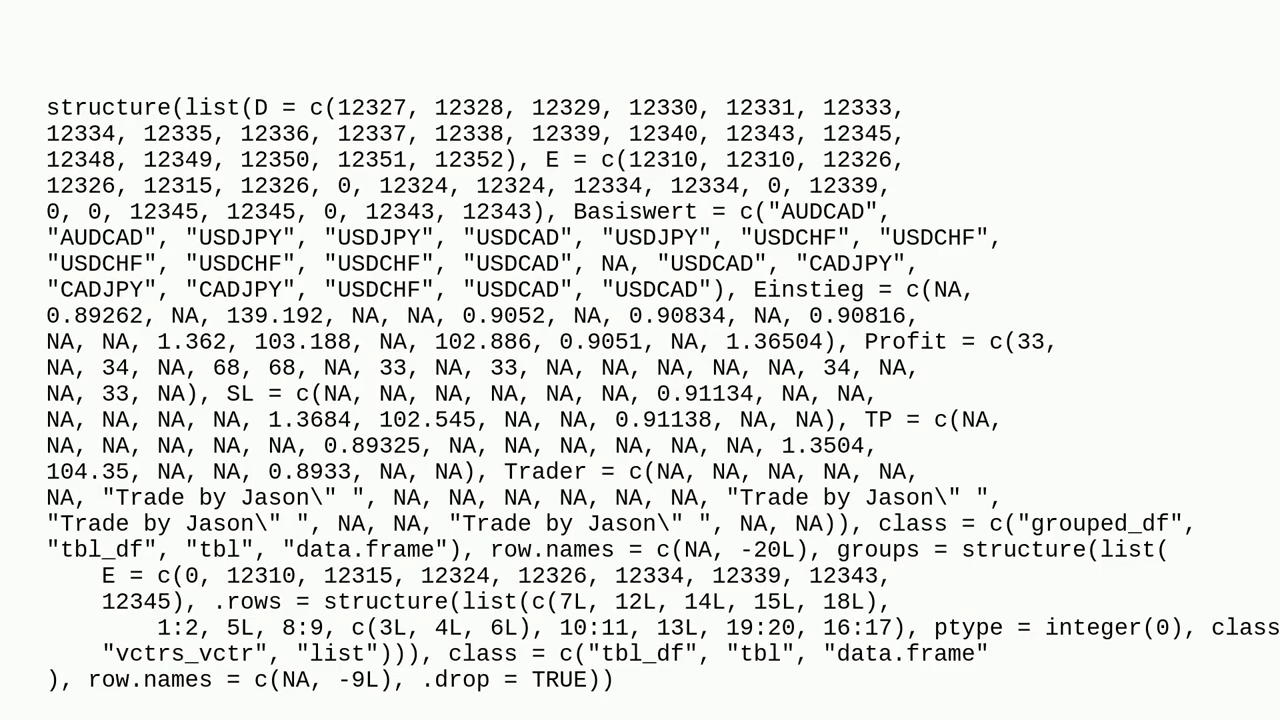 structure(list(D = c(12327, 12328, 12329, 12330, 12331, 12333,
12334, 12335, 12336, 12337, 12338, 12339, 12340, 12343, 12345,
12348, 12349, 12350, 12351, 12352), E = c(12310, 12310, 12326,
12326, 12315, 12326, 0, 12324, 12324, 12334, 12334, 0, 12339,
0, 0, 12345, 12345, 0, 12343, 12343), Basiswert = c("AUDCAD",
"AUDCAD", "USDJPY", "USDJPY", "USDCAD", "USDJPY", "USDCHF", "USDCHF",
"USDCHF", "USDCHF", "USDCHF", "USDCAD", NA, "USDCAD", "CADJPY",
"CADJPY", "CADJPY", "USDCHF", "USDCAD", "USDCAD"), Einstieg = c(NA,
0.89262, NA, 139.192, NA, NA, 0.9052, NA, 0.90834, NA, 0.90816,
NA, NA, 1.362, 103.188, NA, 102.886, 0.9051, NA, 1.36504), Profit = c(33,
NA, 34, NA, 68, 68, NA, 33, NA, 33, NA, NA, NA, NA, NA, 34, NA,
NA, 33, NA), SL = c(NA, NA, NA, NA, NA, NA, 0.91134, NA, NA,
NA, NA, NA, NA, 1.3684, 102.545, NA, NA, 0.91138, NA, NA), TP = c(NA,
NA, NA, NA, NA, NA, 0.89325, NA, NA, NA, NA, NA, NA, 1.3504,
104.35, NA, NA, 0.8933, NA, NA), Trader = c(NA, NA, NA, NA, NA,
NA, "Trade by Jason\" ", NA, NA, NA, NA, NA, NA, "Trade by Jason\" ",
"Trade by Jason\" ", NA, NA, "Trade by Jason\" ", NA, NA)), class = c("grouped_df",
"tbl_df", "tbl", "data.frame"), row.names = c(NA, -20L), groups = structure(list(
    E = c(0, 12310, 12315, 12324, 12326, 12334, 12339, 12343,
    12345), .rows = structure(list(c(7L, 12L, 14L, 15L, 18L),
        1:2, 5L, 8:9, c(3L, 4L, 6L), 10:11, 13L, 19:20, 16:17), ptype = integer(0), class
    "vctrs_vctr", "list"))), class = c("tbl_df", "tbl", "data.frame"
), row.names = c(NA, -9L), .drop = TRUE))